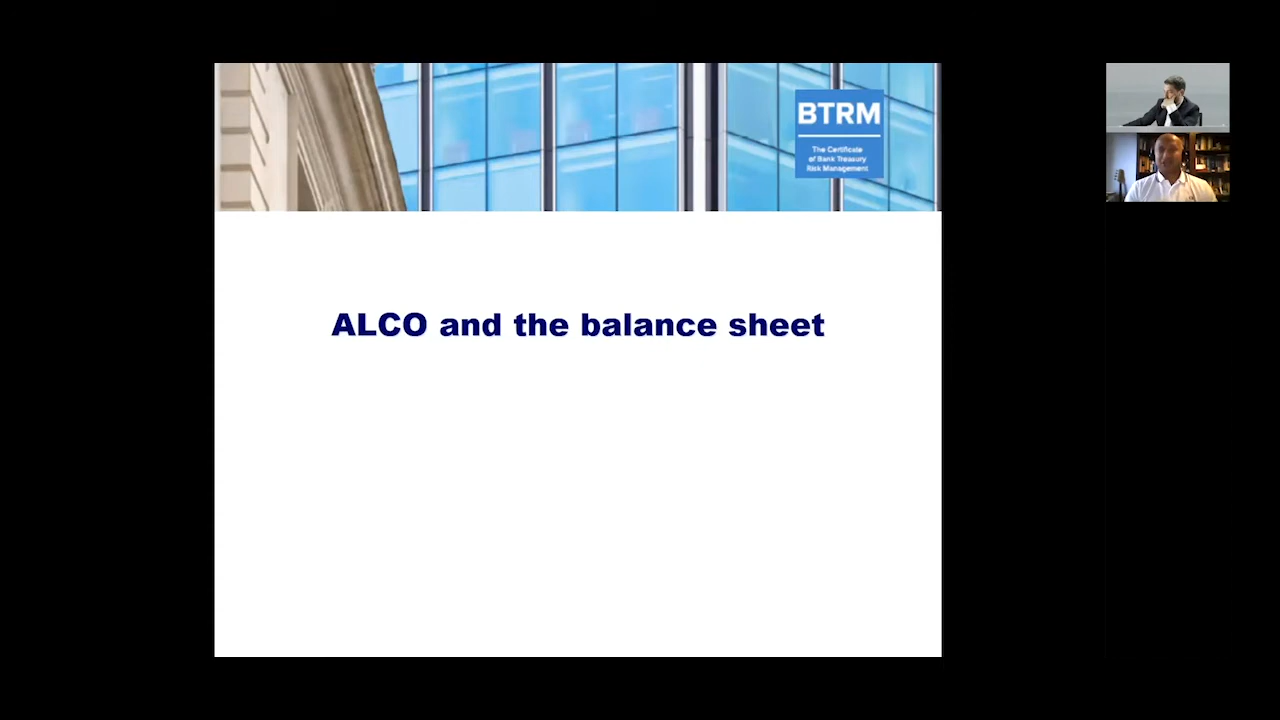 BTRM
The Certificate
of Bank Treasury
Risk Management
ALCO and the balance sheet